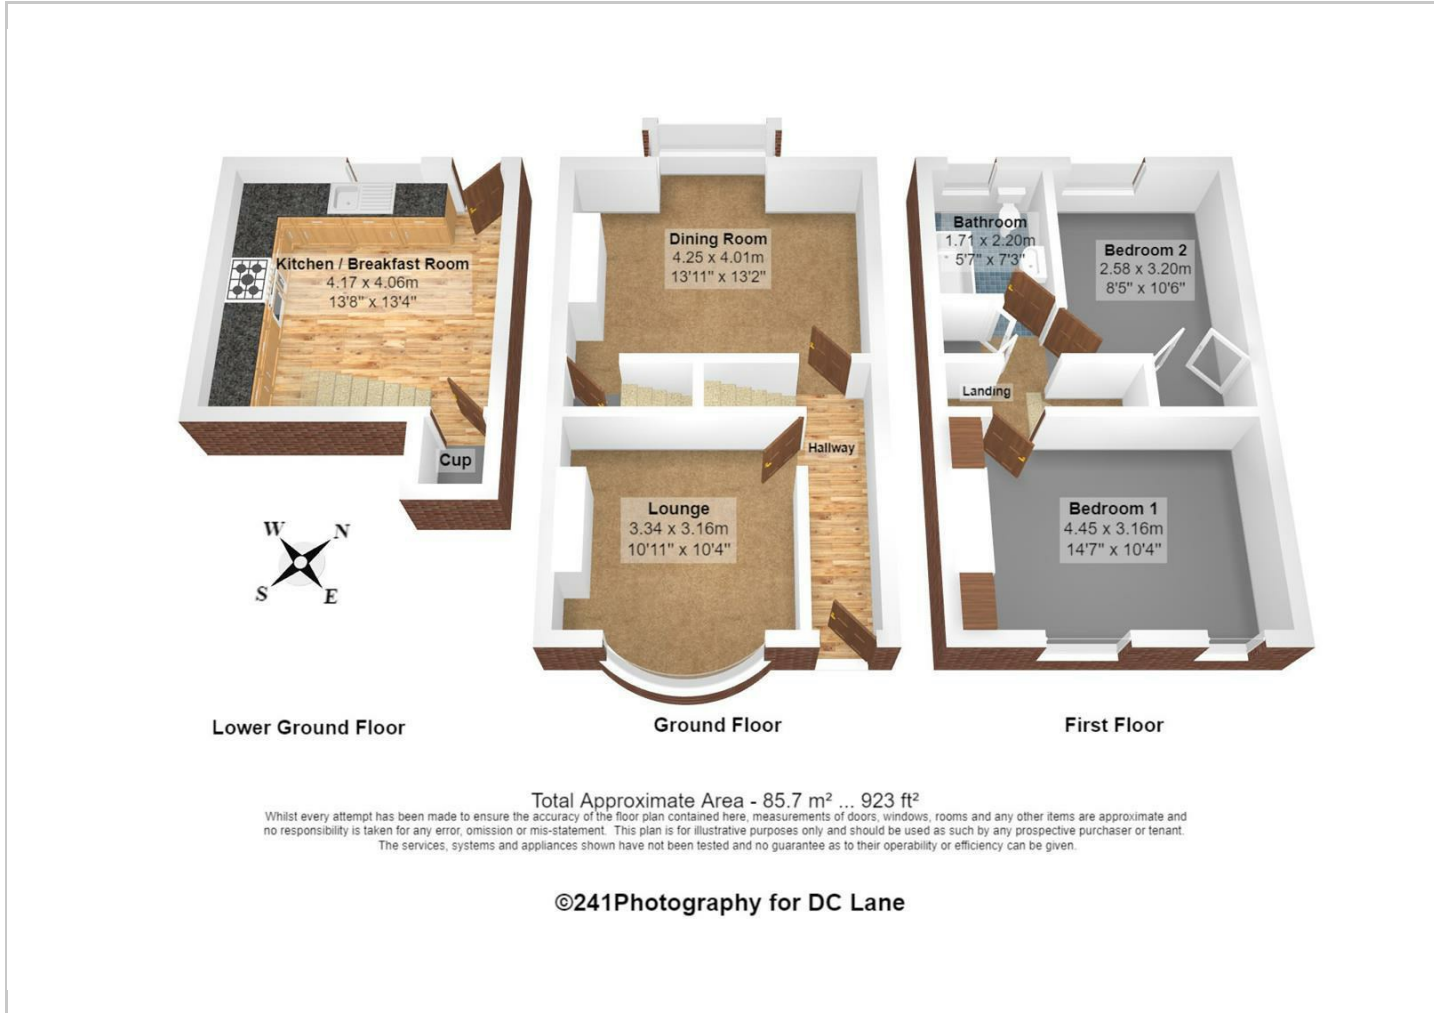 Kitchen / Breakfast Room
4.17 x 4.06m
13'8" x 13'4"
Cup
W N
S E
Lower Ground Floor
Dining Room
4.25 x 4.01m
13'11" x 13'2"
Hallway
Lounge
3.34 x 3.16m
10'11" x 10'4"
Ground Floor
Bathroom
1.71 x 2.20m
5'7" x 7'3"
Bedroom 2
2.58 x 3.20m
8'5" x 10'6"
Landing
Bedroom 1
4.45 x 3.16m
14'7" x 10'4"
First Floor
Total Approximate Area - 85.7 m² ... 923 ft²
Whilst every attempt has been made to ensure the accuracy of the floor plan contained here, measurements of doors, windows, rooms and any other items are approximate and
no responsibility is taken for any error, omission or mis-statement. This plan is for illustrative purposes only and should be used as such by any prospective purchaser or tenant.
The services, systems and appliances shown have not been tested and no guarantee as to their operability or efficiency can be given.
©241Photography for DC Lane